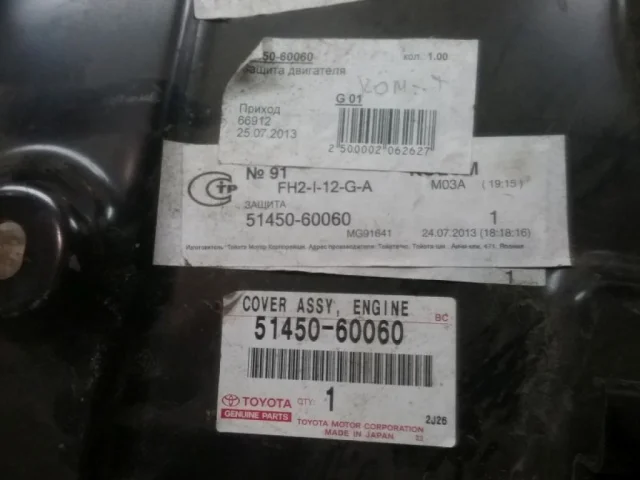 50-60060 кол. 1.00
защита двигателя
Приход G 01
66912
25.07.2013
2 500002 062627
№ 91
FH2-I-12-G-A M03A (19:15)
ЗАЩИТА
51450-60060 1
MG91641 24.07.2013 (18:18:16)
1
COVER ASSY, ENGINE BC
51450-60060
TOYOTA QTY: 1
GENUINE PARTS
TOYOTA MOTOR CORPORATION 2J26
MADE IN JAPAN